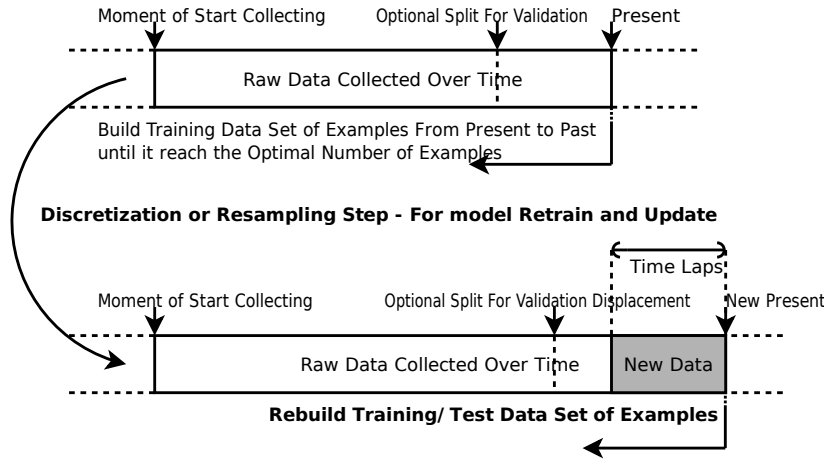 Moment of Start Collecting
Optional Split For Validation
Present
Raw Data Collected Over Time
Build Training Data Set of Examples From Present to Past
until it reach the Optimal Number of Examples
Discretization or Resampling Step - For model Retrain and Update
Time Laps
Moment of Start Collecting
Optional Split For Validation Displacement
New Present
Raw Data Collected Over Time
New Data
Rebuild Training/ Test Data Set of Examples